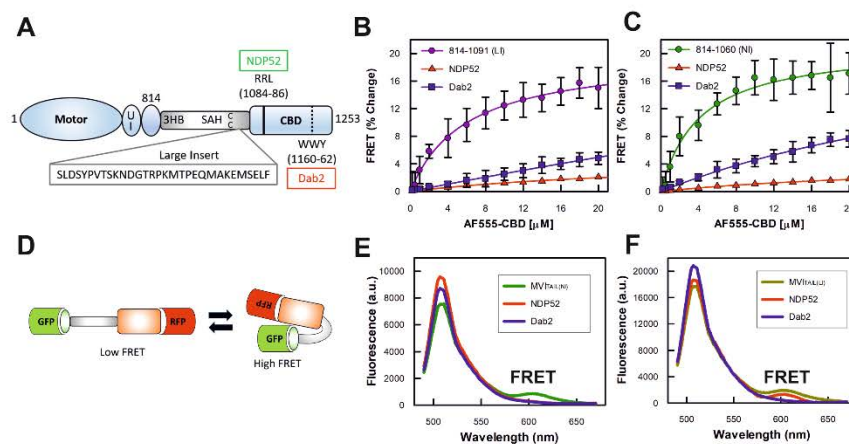 A
NDP52
RRL
(1084-86)
814
1
Motor
U
I
3HB
SAH
C
C
CBD
1253
WWY
(1160-62)
Large Insert
SLDSYPVTSKNDGTRPKMTPEQMAKEMSELF
Dab2
B
FRET (% Change)
20
16
12
8
4
0
814-1091 (LI)
NDP52
Dab2
0 4 8 12 16 20
AF555-CBD [µM]
C
FRET (% Change)
20
16
12
8
4
0
814-1060 (NI)
NDP52
Dab2
0 4 8 12 16 20
AF555-CBD [µM]
D
GFP
RFP
Low FRET
RFP
GFP
High FRET
E
Fluorescence (a.u.)
10000
8000
6000
4000
2000
0
MVITAIL(NI)
NDP52
Dab2
FRET
500 550 600 650
Wavelength (nm)
F
Fluorescence (a.u.)
20000
16000
12000
8000
4000
0
MVITAIL(LI)
NDP52
Dab2
FRET
500 550 600 650
Wavelength (nm)